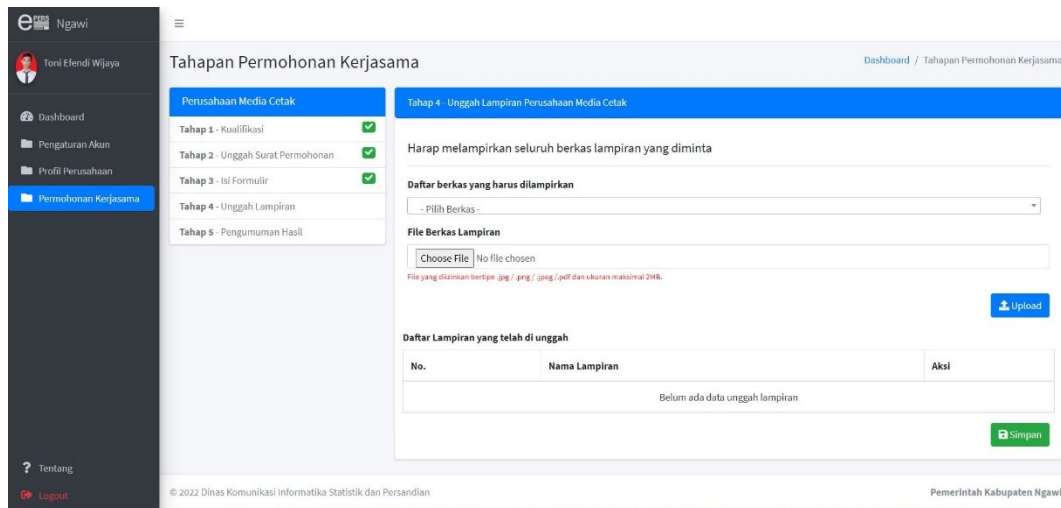 ePERS Ngawi
Toni Efendi Wijaya
Dashboard
Pengaturan Akun
Profil Perusahaan
Permohonan Kerjasama
? Tentang
Logout
Tahapan Permohonan Kerjasama
Dashboard / Tahapan Permohonan Kerjasama
Perusahaan Media Cetak
Tahap 1 - Kualifikasi
Tahap 2 - Unggah Surat Permohonan
Tahap 3 - Isi Formulir
Tahap 4 - Unggah Lampiran
Tahap 5 - Pengumuman Hasil
Tahap 4 - Unggah Lampiran Perusahaan Media Cetak
Harap melampirkan seluruh berkas lampiran yang diminta
Daftar berkas yang harus dilampirkan
- Pilih Berkas -
File Berkas Lampiran
Choose File No file chosen
File yang diizinkan bertipe .jpg / .png / .jpeg /.pdf dan ukuran maksimal 2MB.
Upload
Daftar Lampiran yang telah di unggah
No. Nama Lampiran Aksi
Belum ada data unggah lampiran
Simpan
© 2022 Dinas Komunikasi Informatika Statistik dan Persandian
Pemerintah Kabupaten Ngawi